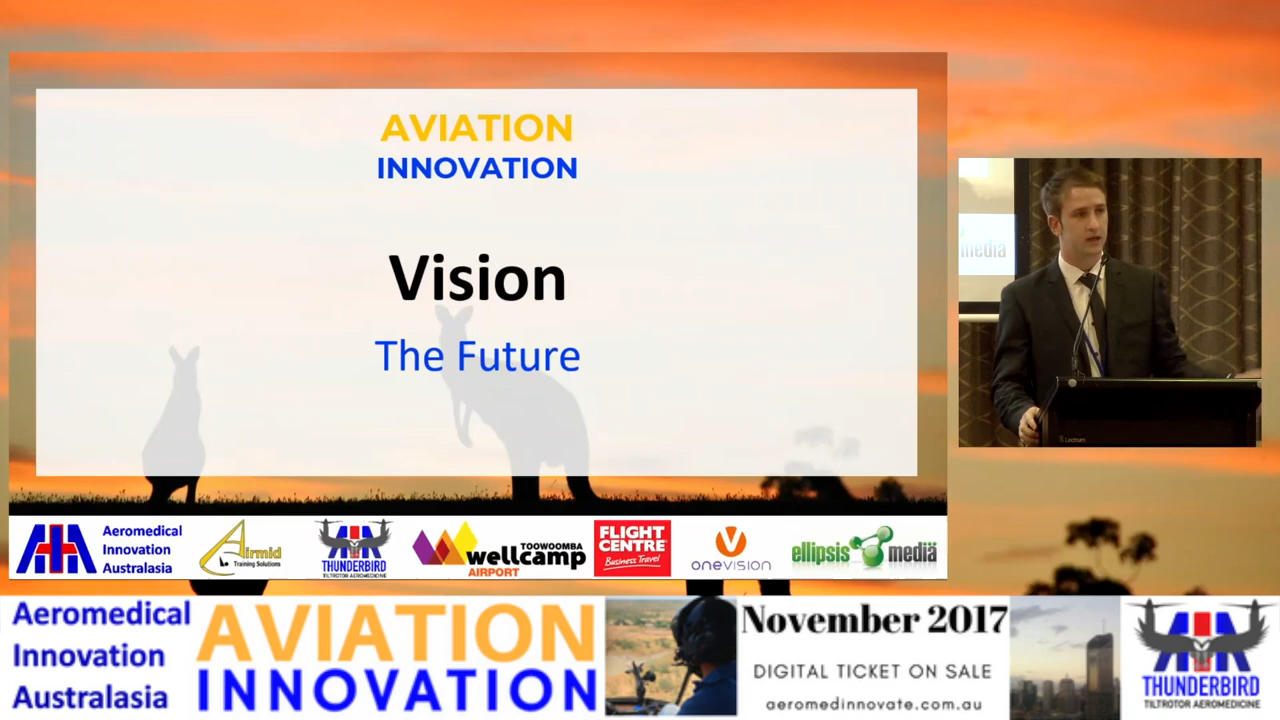 AVIATION
INNOVATION
Vision
The Future
media
Lectrum
Aeromedical
Innovation
Australasia
Airmid
Training Solutions
THUNDERBIRD
TILTROTOR AEROMEDICINE
TOOWOOMBA
wellcamp
AIRPORT
FLIGHT
CENTRE
Business Travel
onevision
ellipsis media
Aeromedical
Innovation
Australasia
AVIATION
INNOVATION
November 2017
DIGITAL TICKET ON SALE
aeromedinnovate.com.au
THUNDERBIRD
TILTROTOR AEROMEDICINE